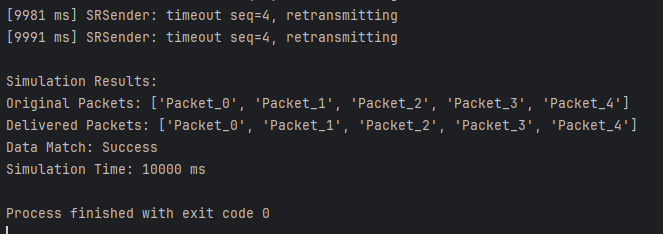 [9981 ms] SRSender: timeout seq=4, retransmitting
[9991 ms] SRSender: timeout seq=4, retransmitting
Simulation Results:
Original Packets: ['Packet_0', 'Packet_1', 'Packet_2', 'Packet_3', 'Packet_4']
Delivered Packets: ['Packet_0', 'Packet_1', 'Packet_2', 'Packet_3', 'Packet_4']
Data Match: Success
Simulation Time: 10000 ms
Process finished with exit code 0